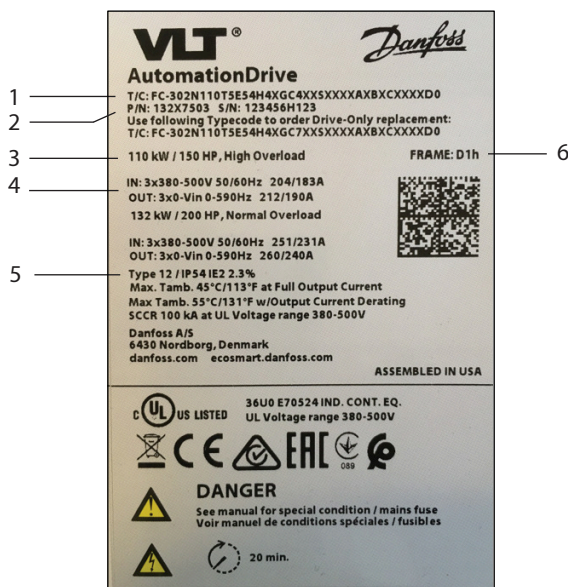 VLT®
Danfoss
AutomationDrive
1
T/C: FC-302N110T5E54H4XGC4XXSXXXXAXBXCXXXXD0
2
P/N: 132X7503 S/N: 123456H123
Use following Typecode to order Drive-Only replacement:
T/C: FC-302N110T5E54H4XGC7XXSXXXXAXBXCXXXXD0
3
110 kW / 150 HP, High Overload
FRAME: D1h
6
4
IN: 3x380-500V 50/60Hz 204/183A
OUT: 3x0-Vin 0-590Hz 212/190A
132 kW / 200 HP, Normal Overload
IN: 3x380-500V 50/60Hz 251/231A
OUT: 3x0-Vin 0-590Hz 260/240A
5
Type 12 / IP54 IE2 2.3%
Max. Tamb. 45°C/113°F at Full Output Current
Max Tamb. 55°C/131°F w/Output Current Derating
SCCR 100 kA at UL Voltage range 380-500V
Danfoss A/S
6430 Nordborg, Denmark
danfoss.com ecosmart.danfoss.com
ASSEMBLED IN USA
C UL US LISTED
36U0 E70524 IND. CONT. EQ.
UL Voltage range 380-500V
CE EAC
089
DANGER
See manual for special condition / mains fuse
Voir manuel de conditions spéciales / fusibles
20 min.